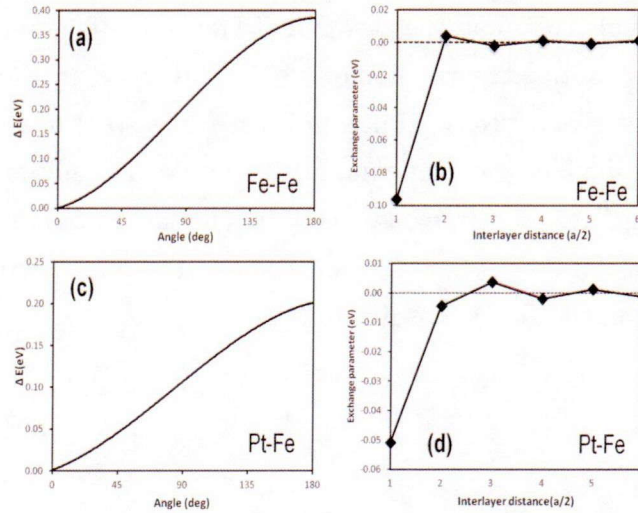 (a)
Δ E(eV)
0.40
0.35
0.30
0.25
0.20
0.15
0.10
0.05
0.00
0 45 90 135 180
Angle (deg)
Fe-Fe
(b)
Exchange parameter (eV)
0.02
0.00
-0.02
-0.04
-0.06
-0.08
-0.10
1 2 3 4 5 6
Interlayer distance (a/2)
Fe-Fe
(c)
Δ E(eV)
0.25
0.20
0.15
0.10
0.05
0.00
0 45 90 135 180
Angle (deg)
Pt-Fe
(d)
Exchange parameter (eV)
0.01
0.00
-0.01
-0.02
-0.03
-0.04
-0.05
-0.06
1 2 3 4 5 6
Interlayer distance(a/2)
Pt-Fe